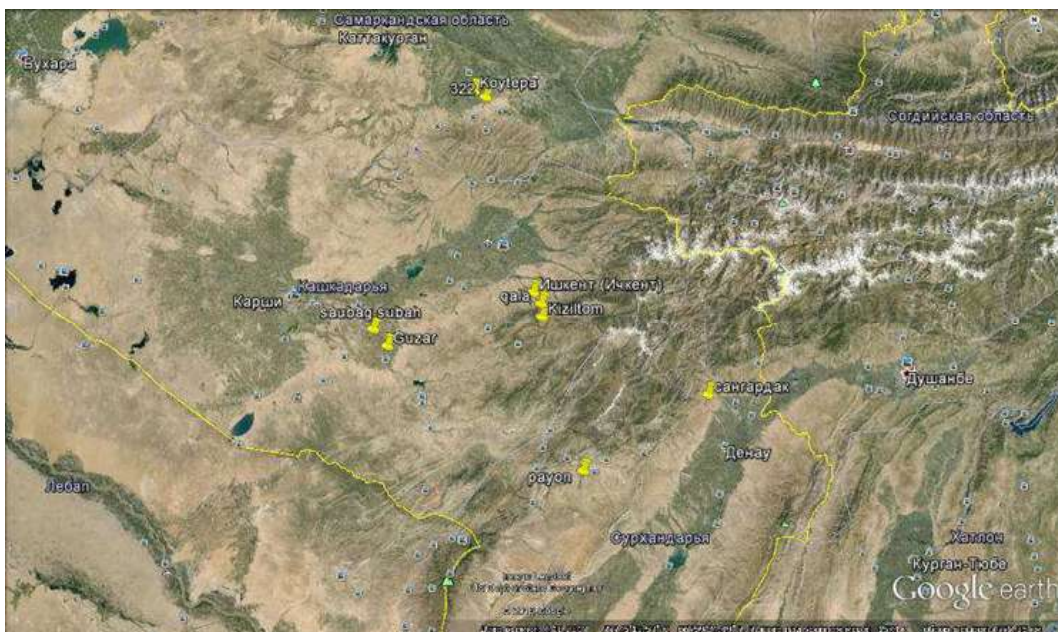 Самаркандская область
Каттакурган
Бухара
Koytepa
322
Согдийская область
Ишкент (Ичкент)
qala
Kiziltom
Кашкадарья
Карши
saubag suban
Guzar
Душанбе
сангардак
Денау
payon
Лебап
Сурхандарья
Хатлон
Курган-Тюбе
Google earth